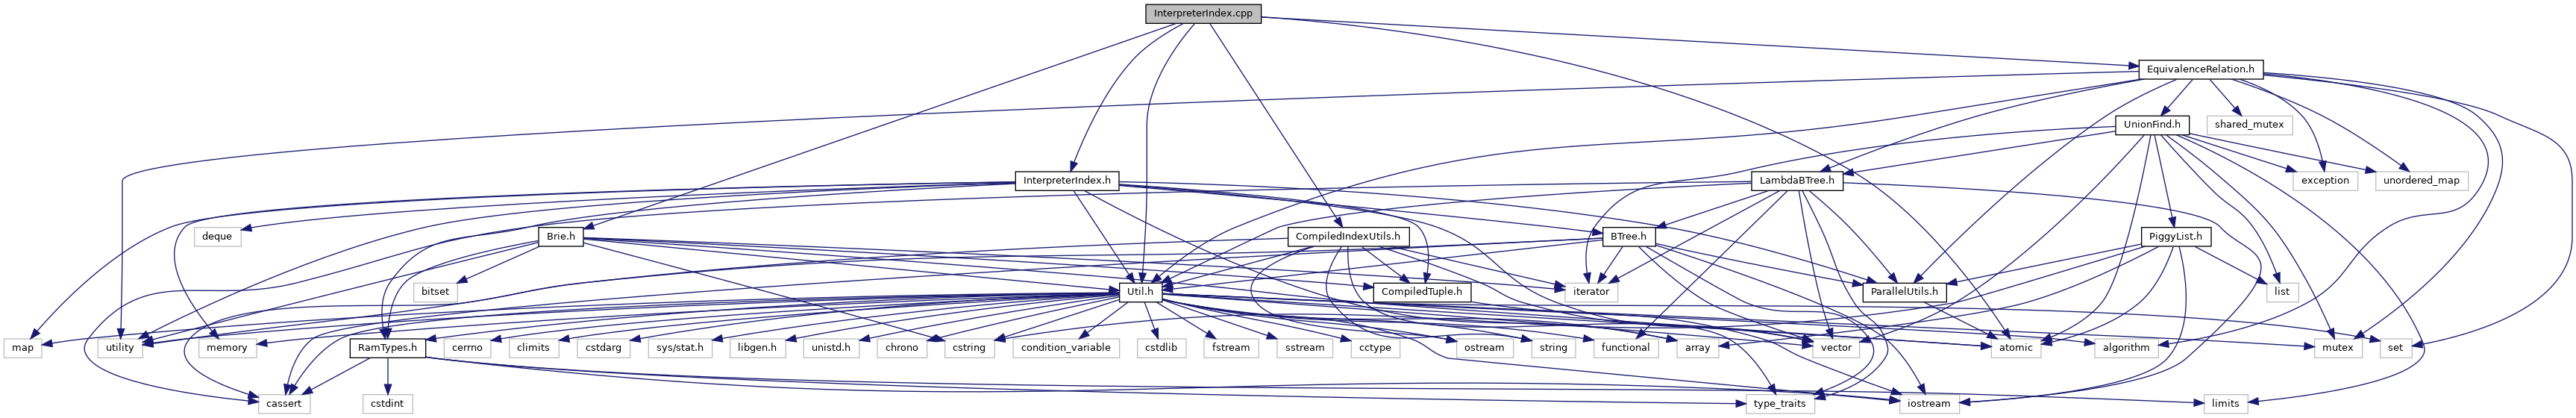 InterpreterIndex.cpp
EquivalenceRelation.h
UnionFind.h
shared_mutex
InterpreterIndex.h
LambdaBTree.h
exception
unordered_map
deque
Brie.h
CompiledIndexUtils.h
BTree.h
PiggyList.h
bitset
Util.h
CompiledTuple.h
iterator
ParallelUtils.h
list
map
utility
memory
RamTypes.h
cerrno
climits
cstdarg
sys/stat.h
libgen.h
unistd.h
chrono
cstring
condition_variable
cstdlib
fstream
sstream
cctype
ostream
string
functional
array
vector
atomic
algorithm
mutex
set
cassert
cstdint
type_traits
iostream
limits